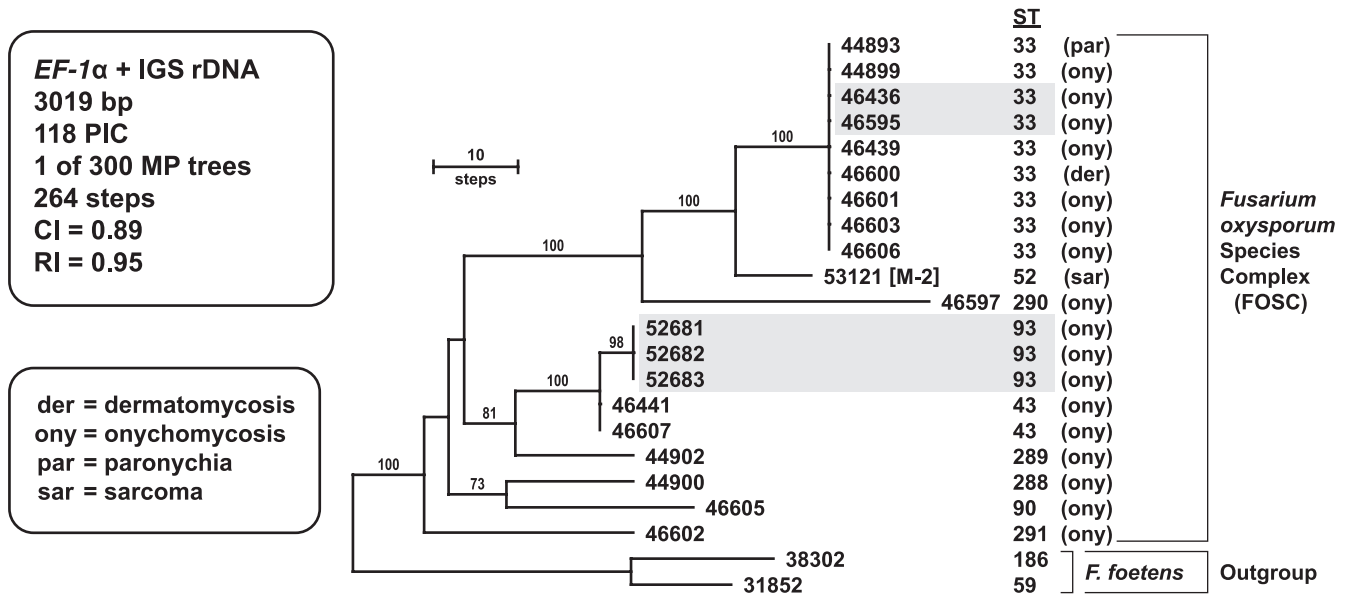 EF-1α + IGS rDNA
3019 bp
118 PIC
1 of 300 MP trees
264 steps
CI = 0.89
RI = 0.95
der = dermatomycosis
ony = onychomycosis
par = paronychia
sar = sarcoma
10
steps
ST
44893 33 (par)
44899 33 (ony)
46436 33 (ony)
46595 33 (ony)
100
46439 33 (ony)
46600 33 (der)
46601 33 (ony)
100
46603 33 (ony)
46606 33 (ony)
100
53121 [M-2] 52 (sar)
46597 290 (ony)
52681 93 (ony)
98
52682 93 (ony)
52683 93 (ony)
100
46441 43 (ony)
81
46607 43 (ony)
44902 289 (ony)
100
44900 288 (ony)
73
46605 90 (ony)
46602 291 (ony)
38302 186
31852 59
Fusarium
oxysporum
Species
Complex
(FOSC)
F. foetens
Outgroup